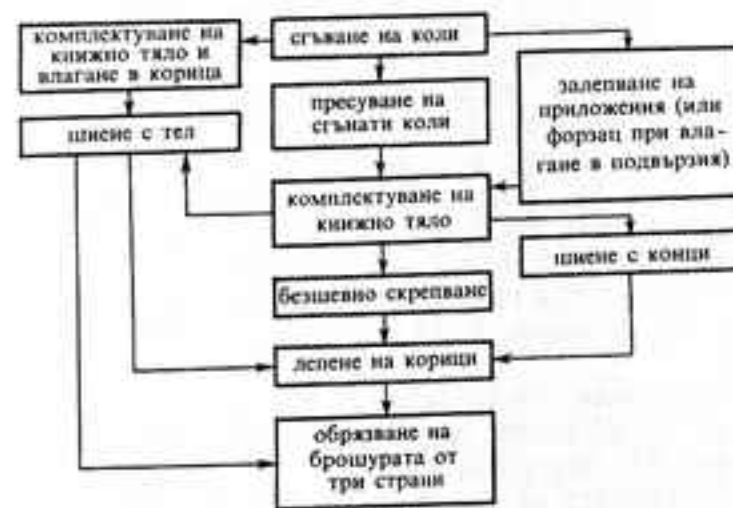 комплектуване на
книжно тяло и
влагане в корица
сгъване на коли
залепване на
приложения (или
форзац при вла-
гане в подвързия)
пресуване на
сгънати коли
шиене с тел
комплектуване на
книжно тяло
шиене с конци
безшевно скрепване
лепене на корици
обрязване на
брошурата от
три страни